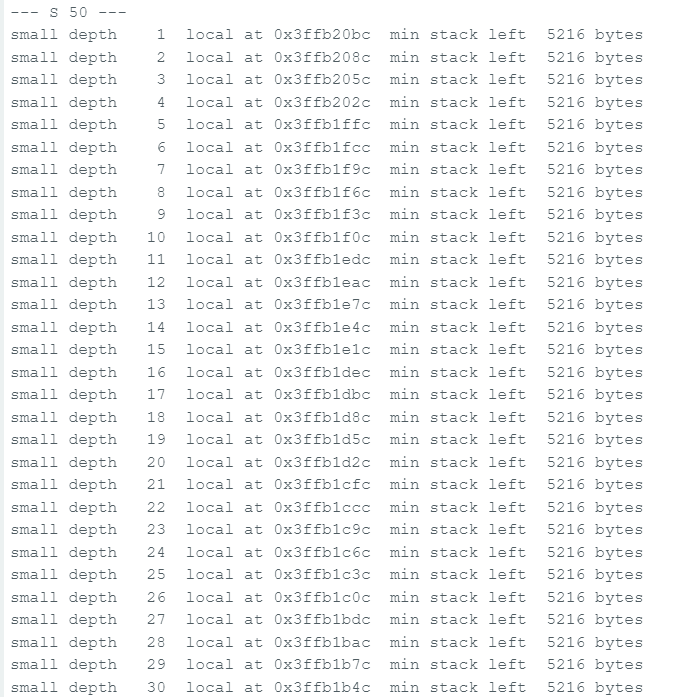 --- S 50 ---
small depth    1  local at 0x3ffb20bc  min stack left  5216 bytes
small depth    2  local at 0x3ffb208c  min stack left  5216 bytes
small depth    3  local at 0x3ffb205c  min stack left  5216 bytes
small depth    4  local at 0x3ffb202c  min stack left  5216 bytes
small depth    5  local at 0x3ffb1ffc  min stack left  5216 bytes
small depth    6  local at 0x3ffb1fcc  min stack left  5216 bytes
small depth    7  local at 0x3ffb1f9c  min stack left  5216 bytes
small depth    8  local at 0x3ffb1f6c  min stack left  5216 bytes
small depth    9  local at 0x3ffb1f3c  min stack left  5216 bytes
small depth   10  local at 0x3ffb1f0c  min stack left  5216 bytes
small depth   11  local at 0x3ffb1edc  min stack left  5216 bytes
small depth   12  local at 0x3ffb1eac  min stack left  5216 bytes
small depth   13  local at 0x3ffb1e7c  min stack left  5216 bytes
small depth   14  local at 0x3ffb1e4c  min stack left  5216 bytes
small depth   15  local at 0x3ffb1e1c  min stack left  5216 bytes
small depth   16  local at 0x3ffb1dec  min stack left  5216 bytes
small depth   17  local at 0x3ffb1dbc  min stack left  5216 bytes
small depth   18  local at 0x3ffb1d8c  min stack left  5216 bytes
small depth   19  local at 0x3ffb1d5c  min stack left  5216 bytes
small depth   20  local at 0x3ffb1d2c  min stack left  5216 bytes
small depth   21  local at 0x3ffb1cfc  min stack left  5216 bytes
small depth   22  local at 0x3ffb1ccc  min stack left  5216 bytes
small depth   23  local at 0x3ffb1c9c  min stack left  5216 bytes
small depth   24  local at 0x3ffb1c6c  min stack left  5216 bytes
small depth   25  local at 0x3ffb1c3c  min stack left  5216 bytes
small depth   26  local at 0x3ffb1c0c  min stack left  5216 bytes
small depth   27  local at 0x3ffb1bdc  min stack left  5216 bytes
small depth   28  local at 0x3ffb1bac  min stack left  5216 bytes
small depth   29  local at 0x3ffb1b7c  min stack left  5216 bytes
small depth   30  local at 0x3ffb1b4c  min stack left  5216 bytes